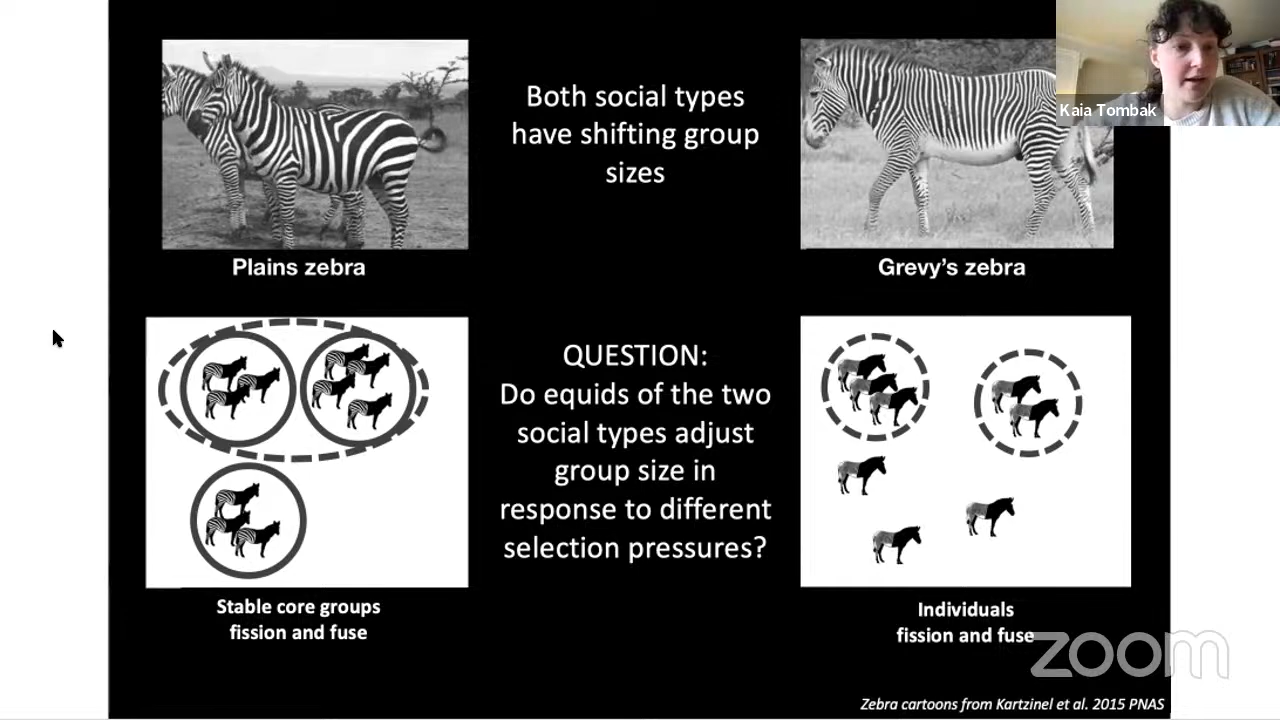 Both social types
have shifting group
sizes
Kaia Tombak
Plains zebra
Grevy's zebra
QUESTION:
Do equids of the two
social types adjust
group size in
response to different
selection pressures?
Stable core groups
fission and fuse
Individuals
fission and fuse
zoom
Zebra cartoons from Kartzinel et al. 2015 PNAS